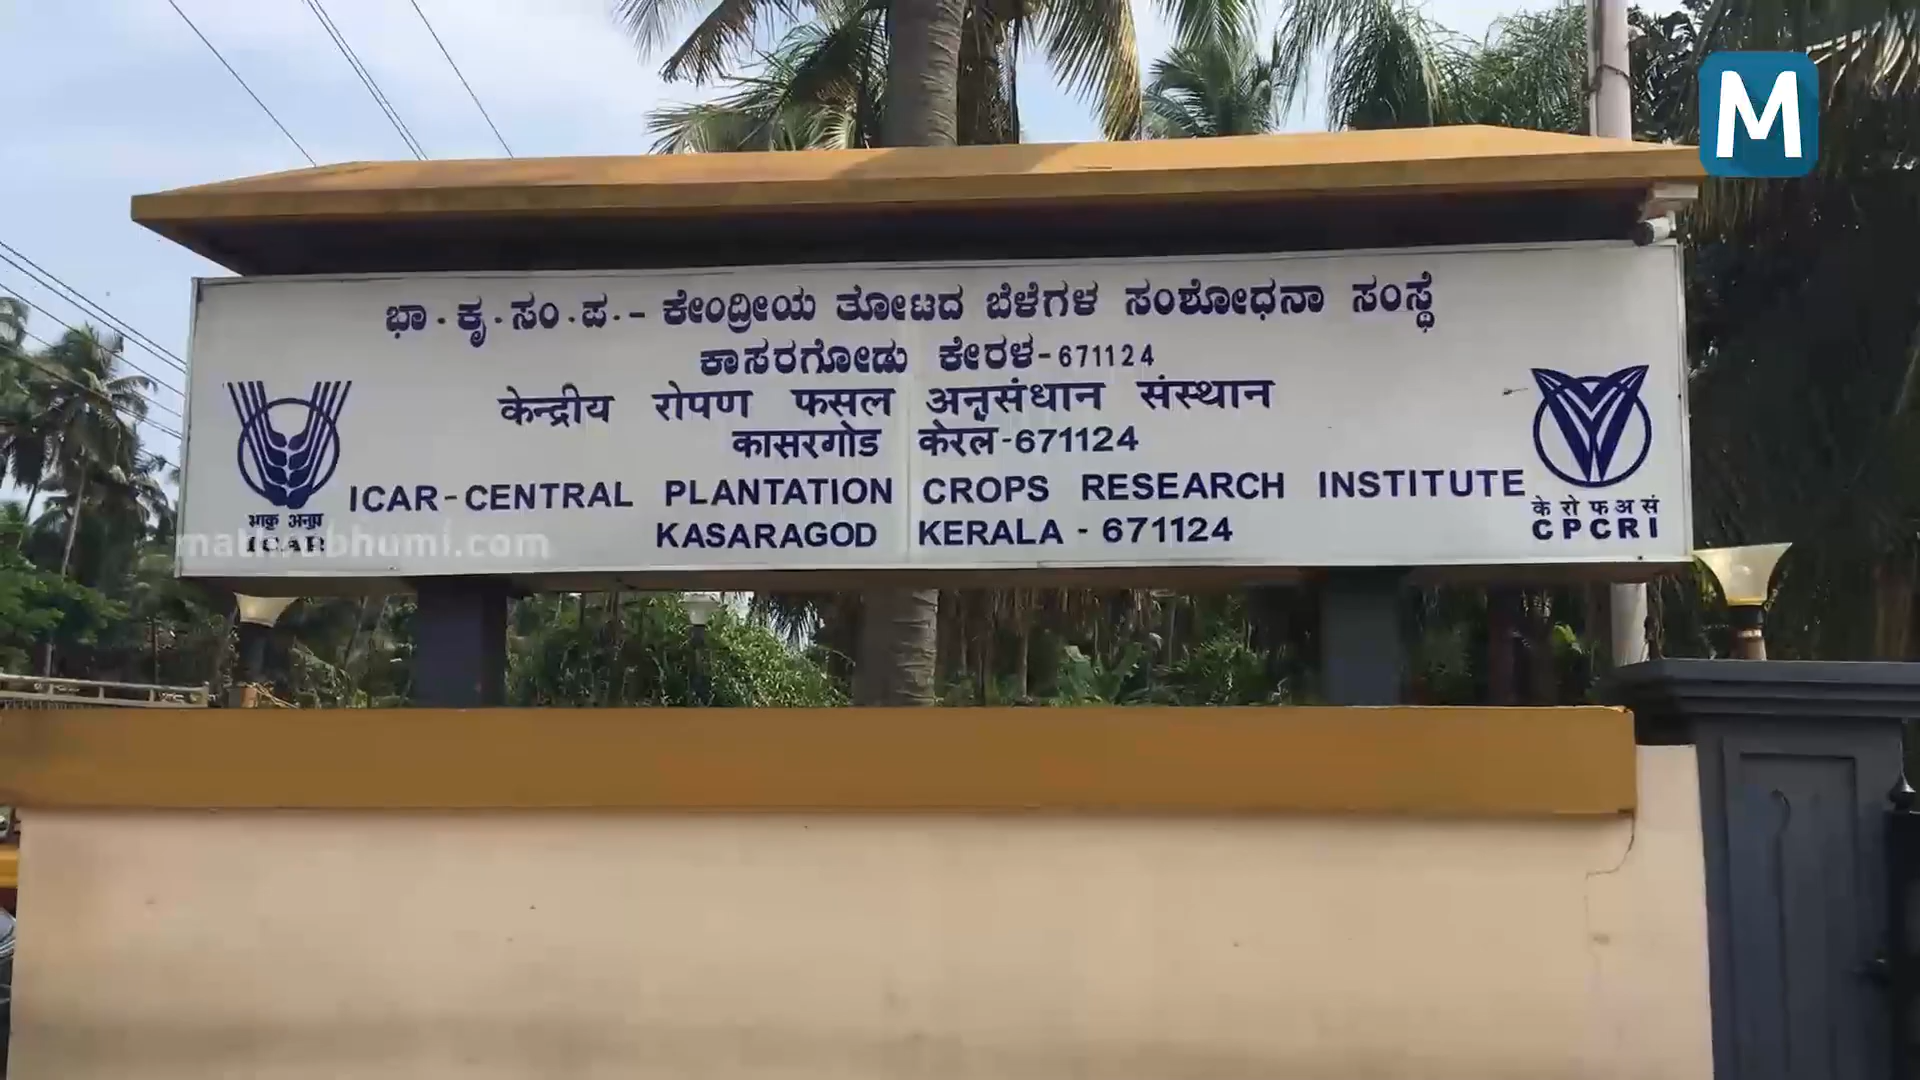 M
ಭಾ.ಕೃ.ಸಂ.ಪ.- ಕೇಂದ್ರೀಯ ತೋಟದ ಬೆಳೆಗಳ ಸಂಶೋಧನಾ ಸಂಸ್ಥೆ
ಕಾಸರಗೋಡು ಕೇರಳ-671124
केन्द्रीय रोपण फसल अनुसंधान संस्थान
कासरगोड केरल-671124
ICAR-CENTRAL PLANTATION CROPS RESEARCH INSTITUTE
KASARAGOD KERALA - 671124
भाकृ अनुप
ICAR
के रो फ अ सं
CPCRI
mathrubhumi.com